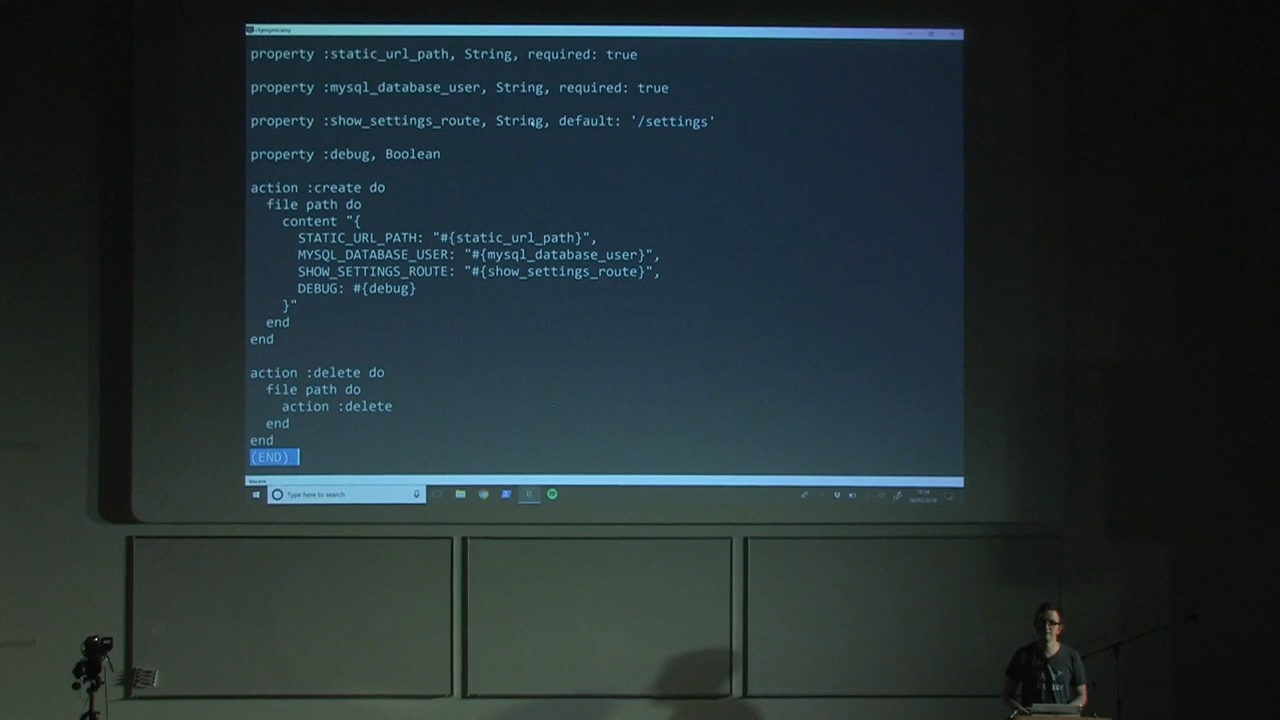 cfgmgmtcamp
property :static_url_path, String, required: true
property :mysql_database_user, String, required: true
property :show_settings_route, String, default: '/settings'
property :debug, Boolean
action :create do
file path do
content "{
STATIC_URL_PATH: "#{static_url_path}",
MYSQL_DATABASE_USER: "#{mysql_database_user}",
SHOW_SETTINGS_ROUTE: "#{show_settings_route}",
DEBUG: #{debug}
}"
end
end
action :delete do
file path do
action :delete
end
end
(END)
Type here to search